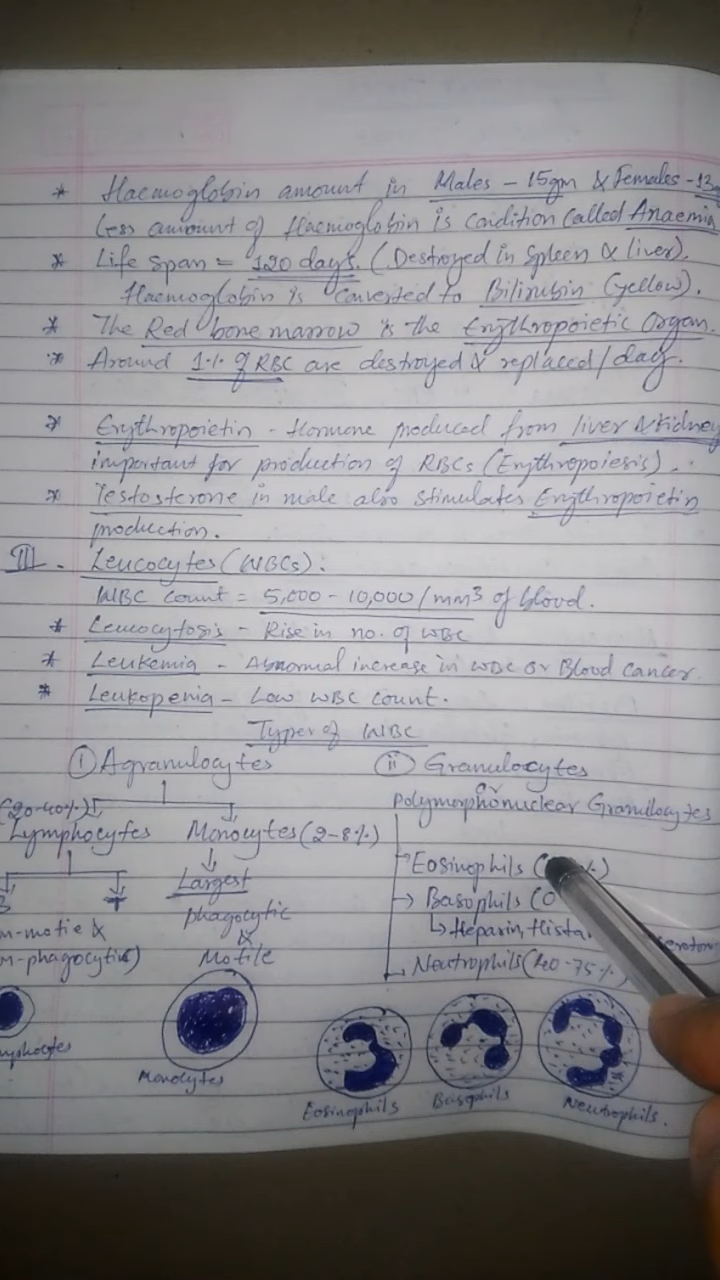 * Haemoglobin amount in Males - 15gm & Females - 13
Less amount of Haemoglobin is condition called Anaemia
* Life span = 120 days. (Destroyed in Spleen & liver).
Haemoglobin is converted to Bilirubin (yellow).
* The Red bone marrow is the Erythropoietic Organ.
* Around 1% of RBC are destroyed & replaced/day.
* Erythropoietin - Hormone produced from liver & Kidney
important for production of RBCs (Erythropoiesis).
* Testosterone in male also stimulates Erythropoietin
production.
III. Leucocytes (WBCs):
WBC count = 5,000 - 10,000/mm³ of blood.
* Leucocytosis - Rise in no. of WBC
* Leukemia - Abnormal increase in WBC or Blood Cancer.
* Leukopenia - Low WBC count.
Types of WBC
(i) Agranulocytes (ii) Granulocytes
or
Polymorphonuclear Granulocytes
(20-40%)
Lymphocytes Monocytes (2-8%)
Eosinophils ( %)
B T Largest
Basophils (0
phagocytic
Heparin, Hista
&
m-motile &
m-phagocytic) Motile
Neutrophils (40-75%)
Monocytes
Eosinophils Basophils Neutrophils.